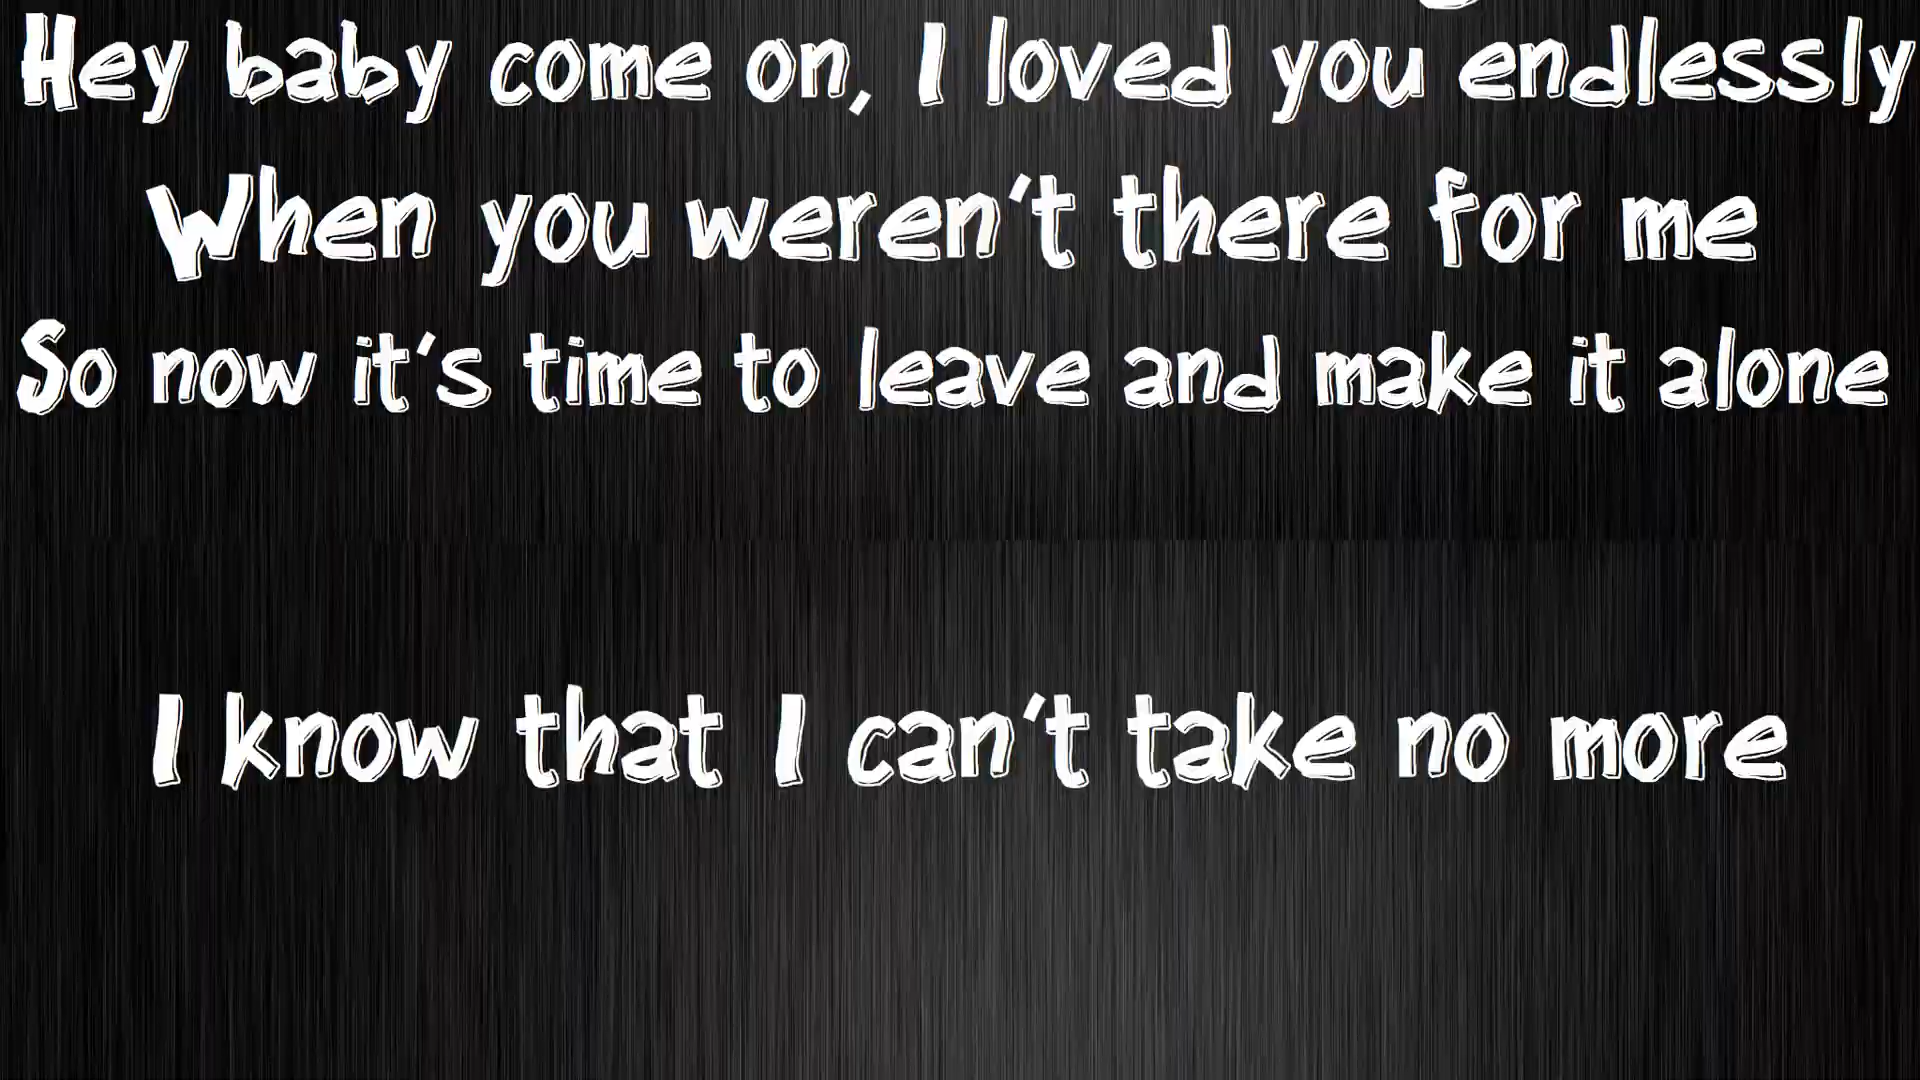 Hey baby come on, I loved you endlessly
When you weren't there for me
So now it's time to leave and make it alone
I know that I can't take no more